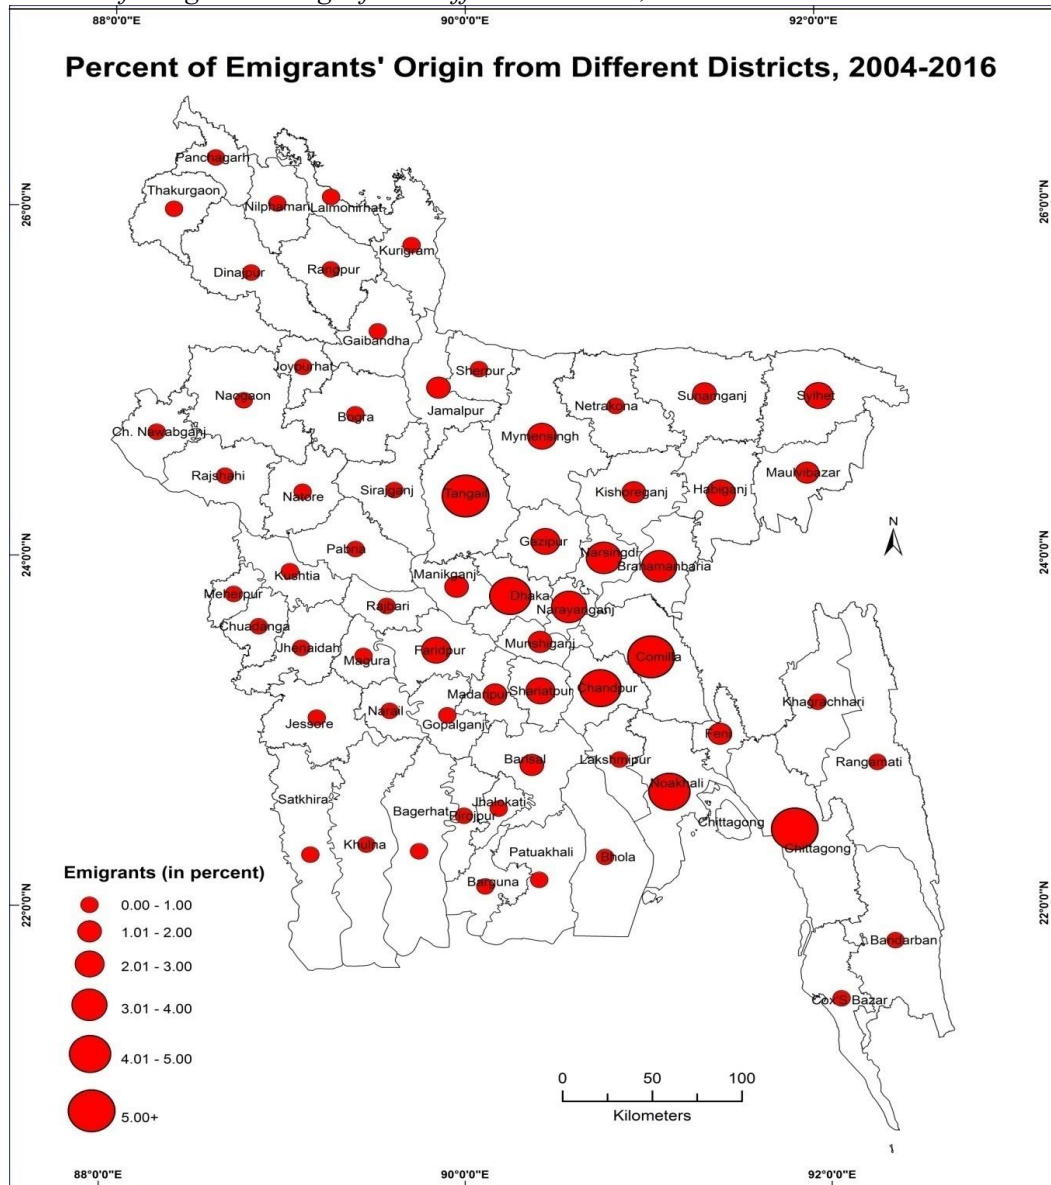 88°0'0"E 90°0'0"E 92°0'0"E
Percent of Emigrants' Origin from Different Districts, 2004-2016
Panchagarh
Thakurgaon
26°0'0"N
26°0'0"N
Nilphamari
Lalmonirhat
Kurigram
Dinajpur
Rangpur
Gaibandha
Joypurhat
Sherpur
Naogaon
Bogra
Jamalpur
Netrakona
Sunamganj
Sylhet
Ch. Nawabganj
Mymensingh
Rajshahi
Natore
Sirajganj
Tangail
Kishoreganj
Habiganj
Maulvibazar
N
24°0'0"N
24°0'0"N
Pabna
Gazipur
Narsingdi
Brahamanbaria
Kushtia
Manikganj
Meherpur
Rajbari
Dhaka
Narayanganj
Chuadanga
Jhenaidah
Magura
Faridpur
Munshiganj
Comilla
Madaripur
Shariatpur
Chandpur
Khagrachhari
Jessore
Narail
Gopalganj
Feni
Barisal
Lakshmipur
Rangamati
Satkhira
Bagerhat
Jhalokati
Pirojpur
Noakhali
Chittagong
Khulna
Patuakhali
Bhola
Chittagong
Barguna
22°0'0"N
22°0'0"N
Bandarban
Cox'S Bazar
Emigrants (in percent)
0.00 - 1.00
1.01 - 2.00
2.01 - 3.00
3.01 - 4.00
4.01 - 5.00
5.00+
0 50 100
Kilometers
88°0'0"E 90°0'0"E 92°0'0"E